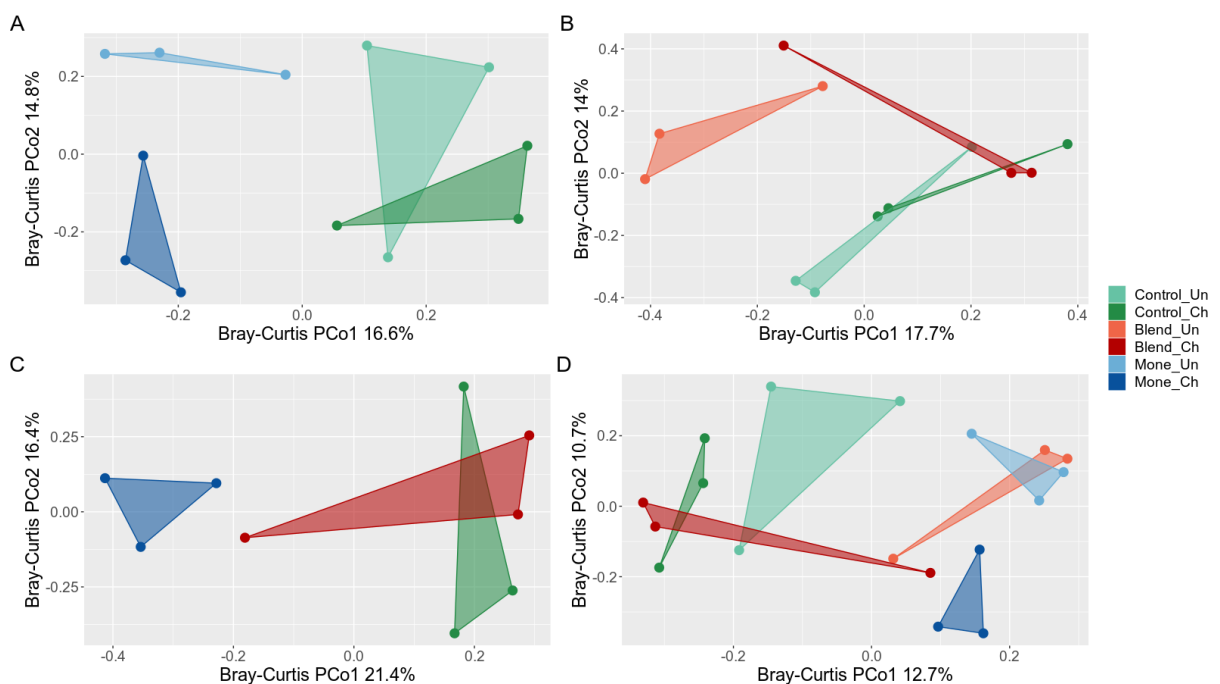 A
Bray-Curtis PCo2 14.8%
0.2
0.0
-0.2
-0.2
0.0
0.2
Bray-Curtis PCo1 16.6%
B
Bray-Curtis PCo2 14%
0.4
0.2
0.0
-0.2
-0.4
-0.4
-0.2
0.0
0.2
0.4
Bray-Curtis PCo1 17.7%
Control_Un
Control_Ch
Blend_Un
Blend_Ch
Mone_Un
Mone_Ch
C
Bray-Curtis PCo2 16.4%
0.25
0.00
-0.25
-0.4
-0.2
0.0
0.2
Bray-Curtis PCo1 21.4%
D
Bray-Curtis PCo2 10.7%
0.2
0.0
-0.2
-0.2
0.0
0.2
Bray-Curtis PCo1 12.7%